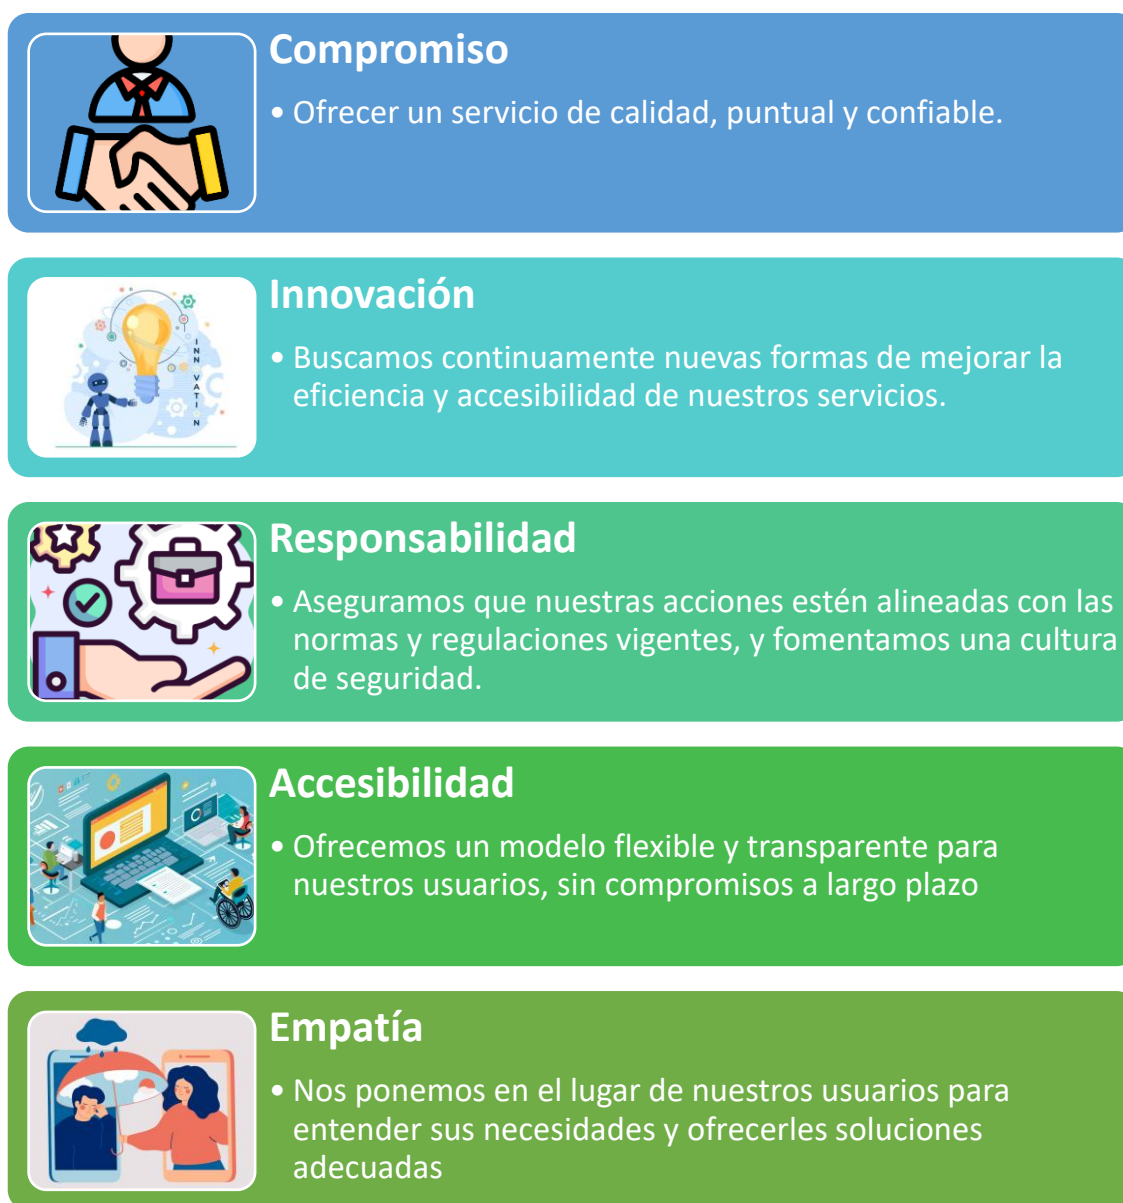 Compromiso
• Ofrecer un servicio de calidad, puntual y confiable.
Innovación
INNOVATION
• Buscamos continuamente nuevas formas de mejorar la
eficiencia y accesibilidad de nuestros servicios.
Responsabilidad
• Aseguramos que nuestras acciones estén alineadas con las
normas y regulaciones vigentes, y fomentamos una cultura
de seguridad.
Accesibilidad
• Ofrecemos un modelo flexible y transparente para
nuestros usuarios, sin compromisos a largo plazo
Empatía
• Nos ponemos en el lugar de nuestros usuarios para
entender sus necesidades y ofrecerles soluciones
adecuadas